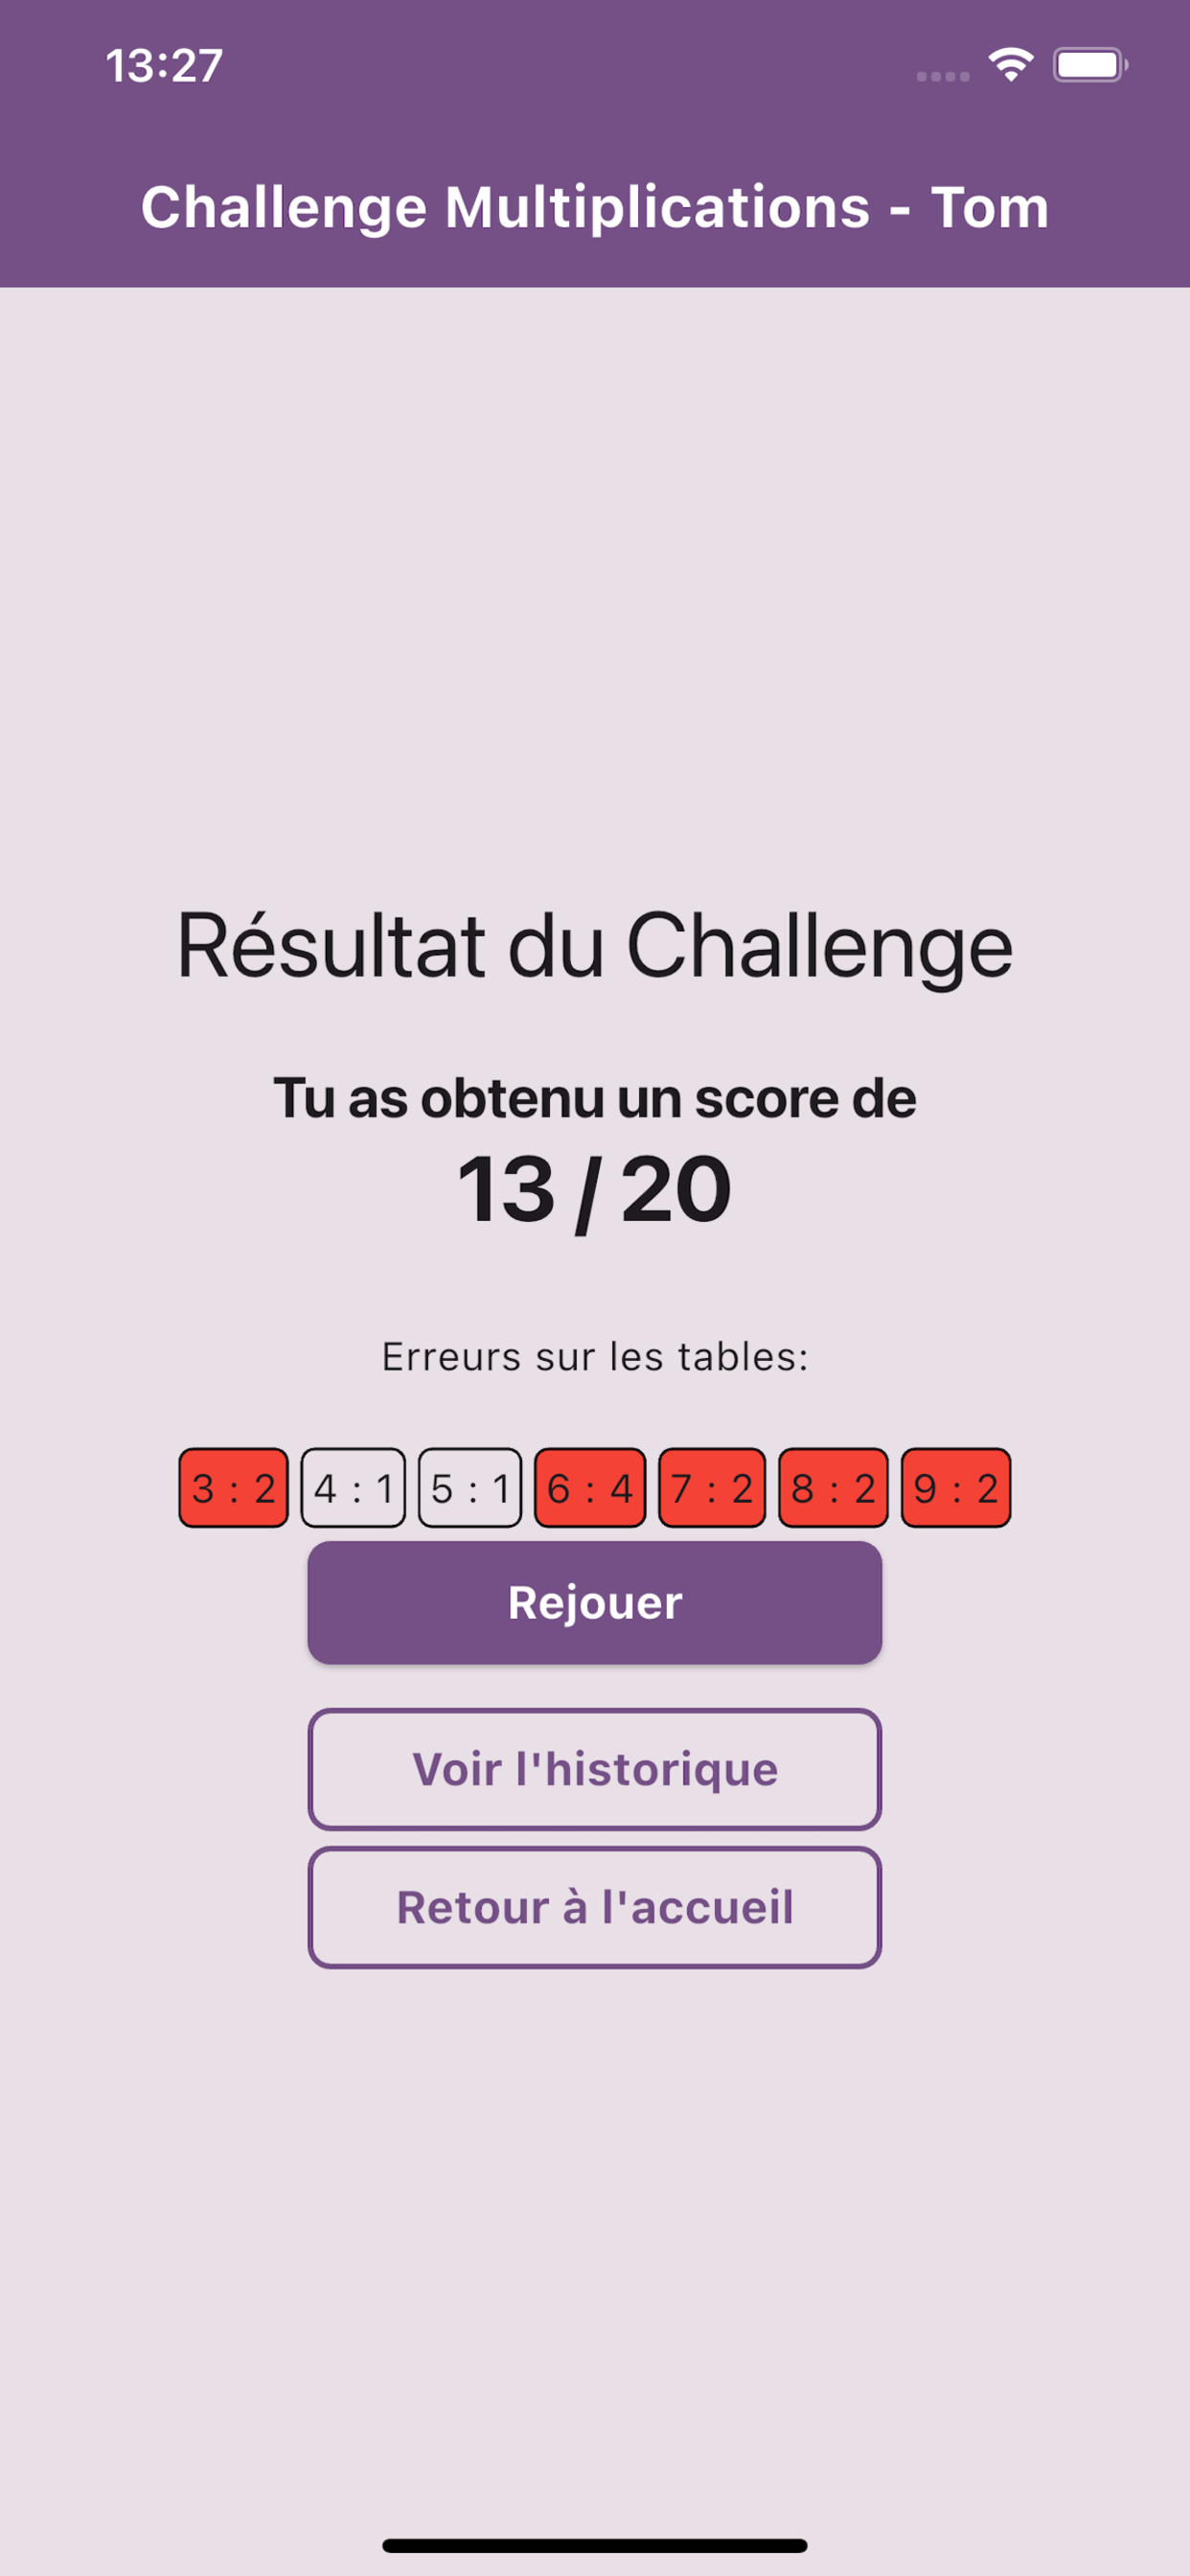 13:27
Challenge Multiplications - Tom
Résultat du Challenge
Tu as obtenu un score de
13 / 20
Erreurs sur les tables:
3 : 2 4 : 1 5 : 1 6 : 4 7 : 2 8 : 2 9 : 2
Rejouer
Voir l'historique
Retour à l'accueil